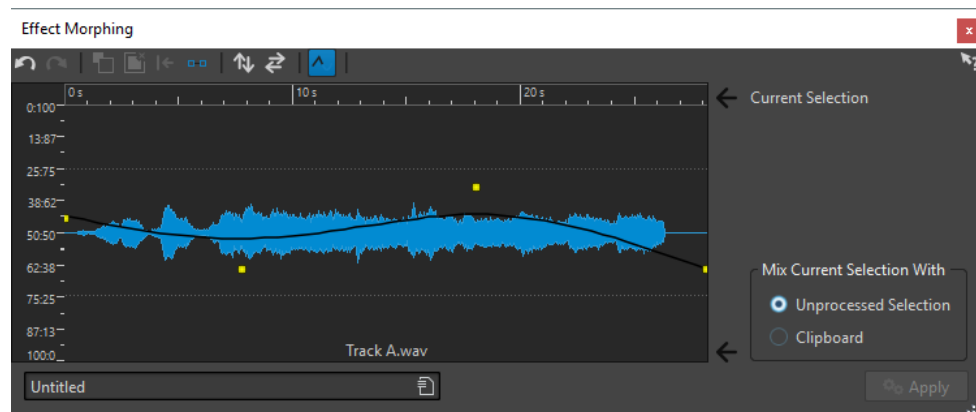 Effect Morphing
0 s 10 s 20 s
0:100
Current Selection
13:87
25:75
38:62
50:50
62:38
Mix Current Selection With
75:25
Unprocessed Selection
87:13
Clipboard
100:0
Track A.wav
Untitled
Apply